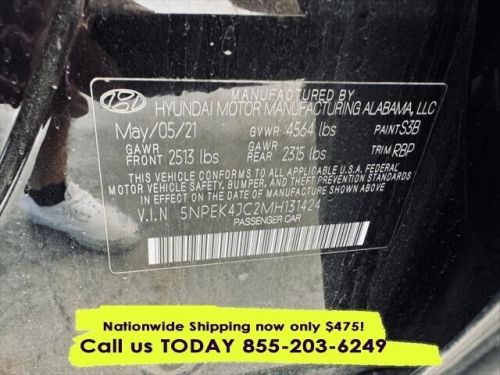 MANUFACTURED BY
HYUNDAI MOTOR MANUFACTURING ALABAMA, LLC
May/05/21 GVWR 4564 lbs PAINT S3B
GAWR FRONT 2513 lbs GAWR REAR 2315 lbs TRIM RBP
THIS VEHICLE CONFORMS TO ALL APPLICABLE U.S.A. FEDERAL
MOTOR VEHICLE SAFETY, BUMPER, AND THEFT PREVENTION STANDARDS
IN EFFECT ON THE DATE OF MANUFACTURE
SHOWN ABOVE.
V.I.N 5NPEK4JC2MH131424
PASSENGER CAR
Nationwide Shipping now only $475!
Call us TODAY 855-203-6249